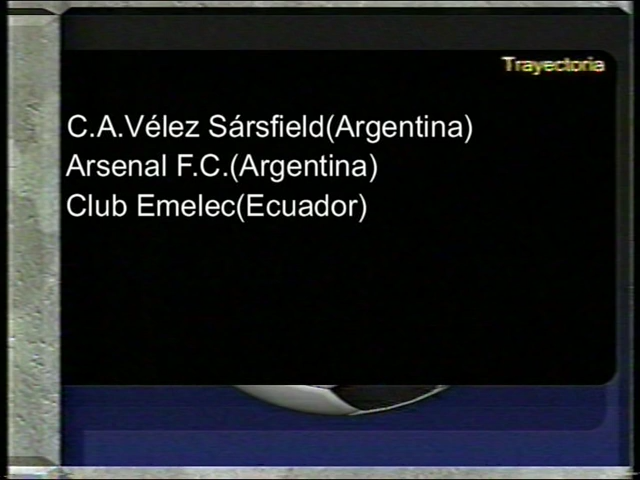 Trayectoria
C.A.Vélez Sársfield(Argentina)
Arsenal F.C.(Argentina)
Club Emelec(Ecuador)